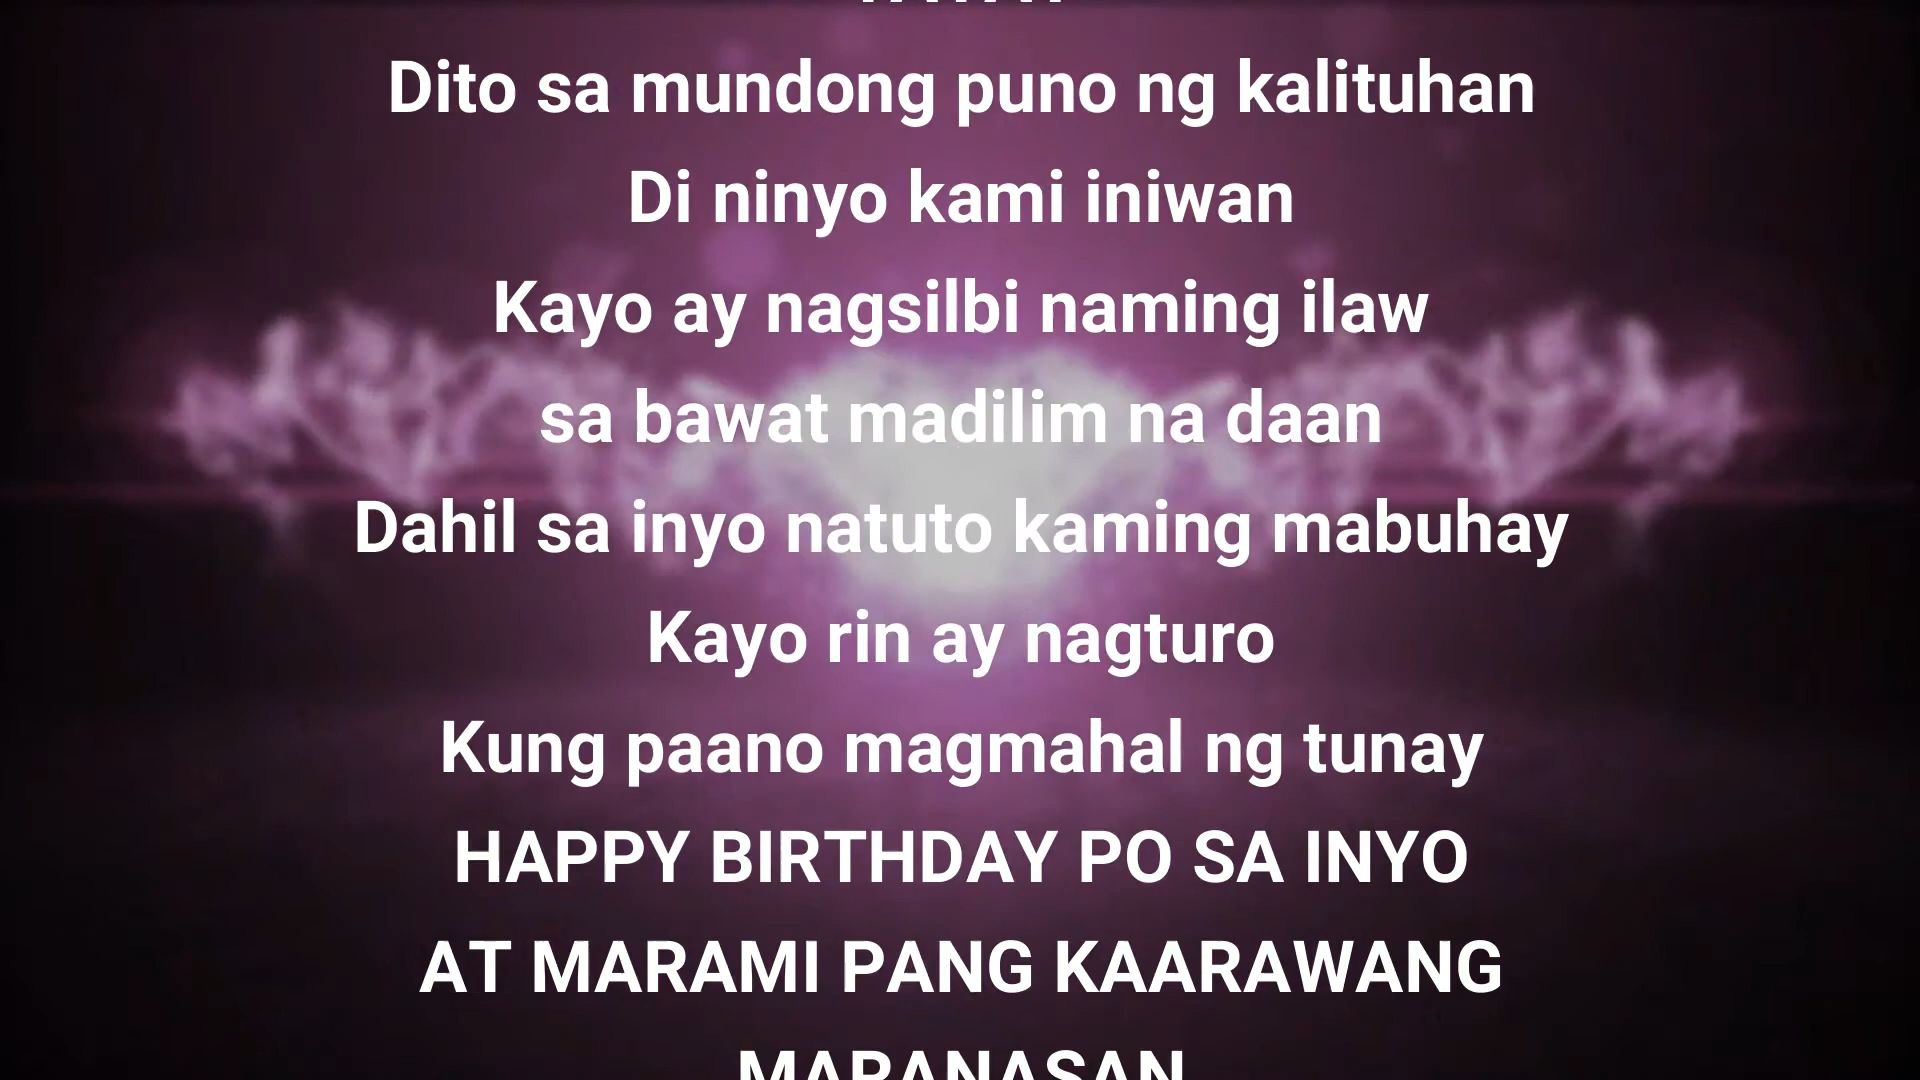 Dito sa mundong puno ng kalituhan
Di ninyo kami iniwan
Kayo ay nagsilbi naming ilaw
sa bawat madilim na daan
Dahil sa inyo natuto kaming mabuhay
Kayo rin ay nagturo
Kung paano magmahal ng tunay
HAPPY BIRTHDAY PO SA INYO
AT MARAMI PANG KAARAWANG
MARANASAN